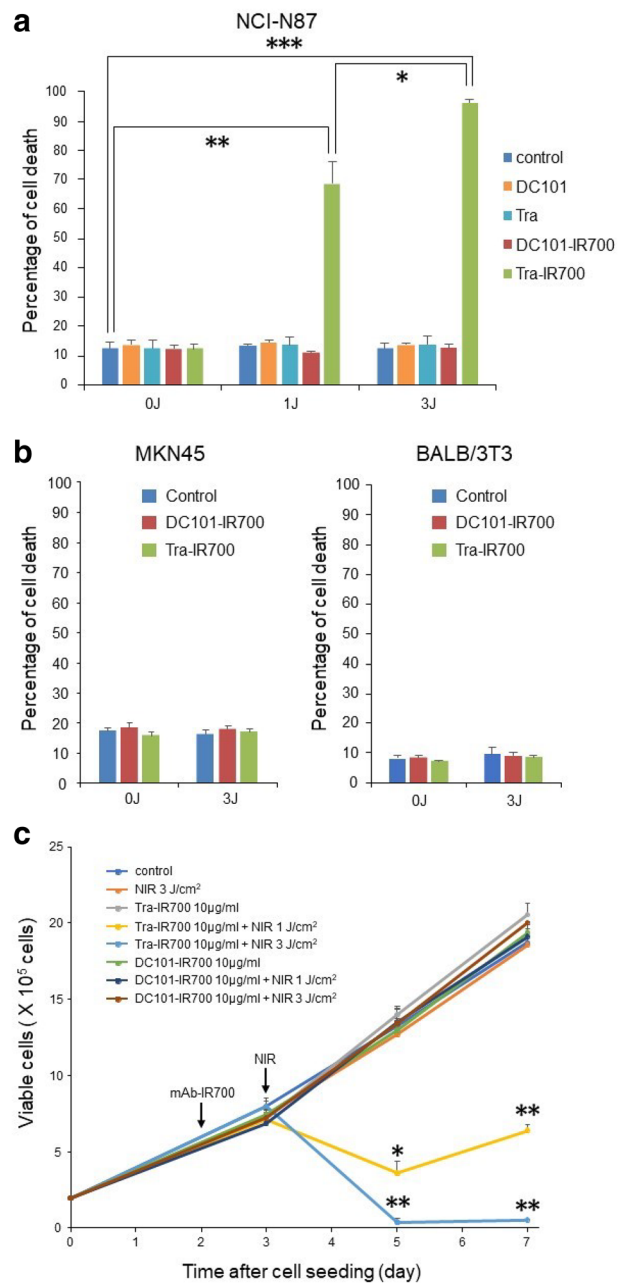 a
NCI-N87
***
*
**
Percentage of cell death
100
90
80
70
60
50
40
30
20
10
0
0J
1J
3J
control
DC101
Tra
DC101-IR700
Tra-IR700
b
MKN45
Percentage of cell death
100
90
80
70
60
50
40
30
20
10
0
Control
DC101-IR700
Tra-IR700
0J
3J
BALB/3T3
Percentage of cell death
100
90
80
70
60
50
40
30
20
10
0
Control
DC101-IR700
Tra-IR700
0J
3J
c
Viable cells ( X 10⁵ cells)
25
20
15
10
5
0
control
NIR 3 J/cm²
Tra-IR700 10µg/ml
Tra-IR700 10µg/ml + NIR 1 J/cm²
Tra-IR700 10µg/ml + NIR 3 J/cm²
DC101-IR700 10µg/ml
DC101-IR700 10µg/ml + NIR 1 J/cm²
DC101-IR700 10µg/ml + NIR 3 J/cm²
mAb-IR700
NIR
*
**
**
**
0
1
2
3
4
5
6
7
Time after cell seeding (day)